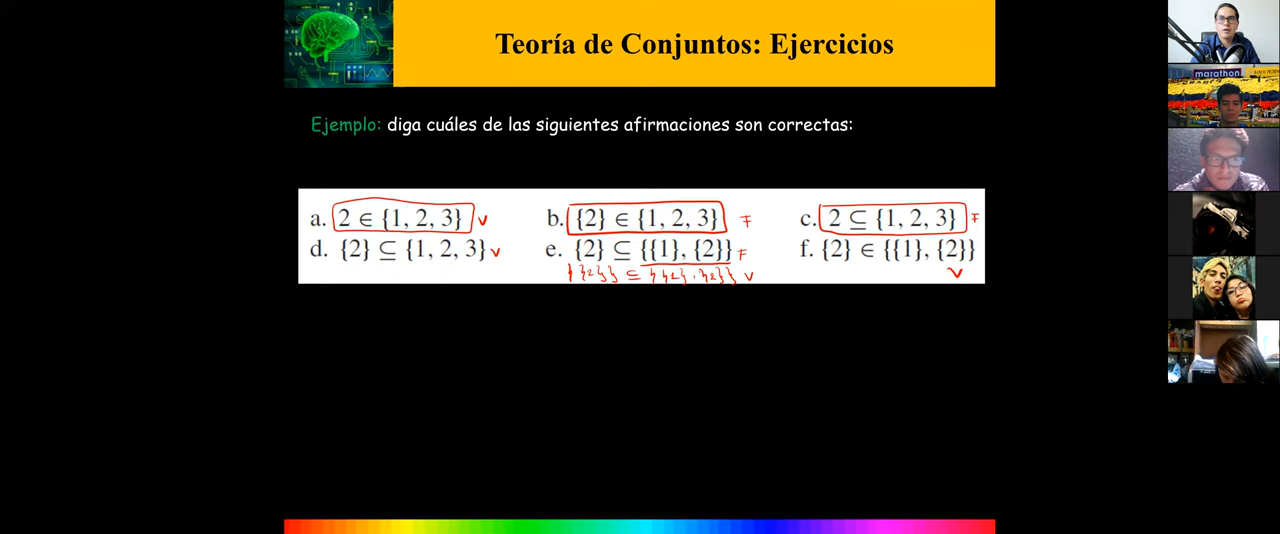 Teoría de Conjuntos: Ejercicios
Ejemplo: diga cuáles de las siguientes afirmaciones son correctas:
a. 2 ∈ {1, 2, 3} V b. {2} ∈ {1, 2, 3} F c. 2 ⊆ {1, 2, 3} F
d. {2} ⊆ {1, 2, 3} V e. {2} ⊆ {{1}, {2}} F f. {2} ∈ {{1}, {2}}
{{2}} ⊆ {{1}, {2}} V V
marathon